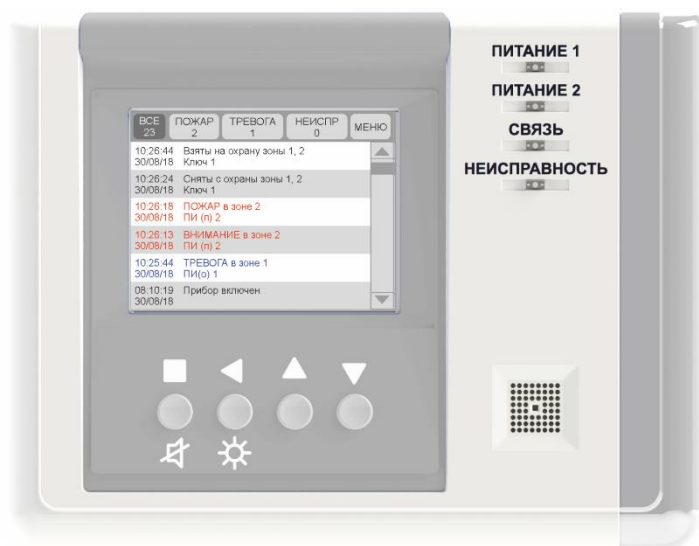 ПИТАНИЕ 1
ПИТАНИЕ 2
СВЯЗЬ
НЕИСПРАВНОСТЬ
ВСЕ ПОЖАР ТРЕВОГА НЕИСПР МЕНЮ
23 2 1 0
10:26:44 Взяты на охрану зоны 1, 2
30/08/18 Ключ 1
10:26:24 Сняты с охраны зоны 1, 2
30/08/18 Ключ 1
10:26:18 ПОЖАР в зоне 2
30/08/18 ПИ (п) 2
10:26:13 ВНИМАНИЕ в зоне 2
30/08/18 ПИ (п) 2
10:25:44 ТРЕВОГА в зоне 1
30/08/18 ПИ(о) 1
08:10:19 Прибор включен
30/08/18